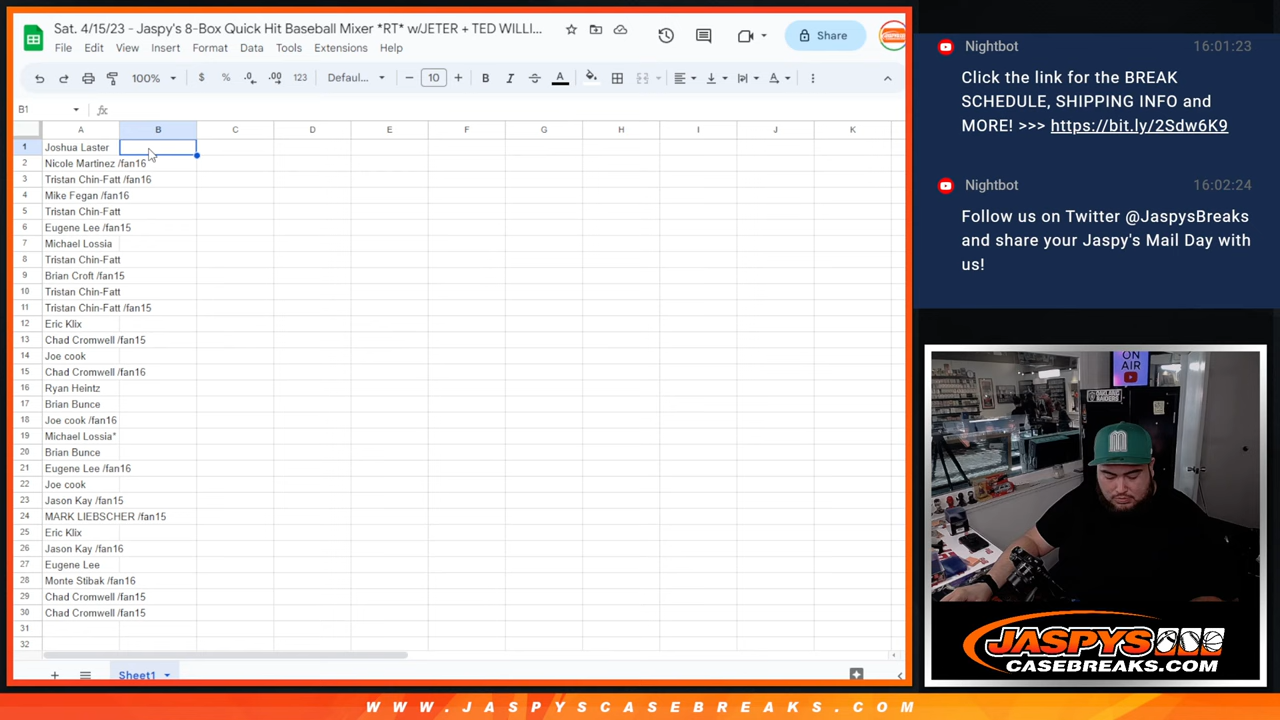 Sat. 4/15/23 - Jaspy's 8-Box Quick Hit Baseball Mixer *RT* w/JETER + TED WILLI...
Share
File Edit View Insert Format Data Tools Extensions Help
100% $ % .0 .00 123 Defaul... 10 B I A
B1 fx
A B C D E F G H I J K
1 Joshua Laster
2 Nicole Martinez /fan16
3 Tristan Chin-Fatt /fan16
4 Mike Fegan /fan16
5 Tristan Chin-Fatt
6 Eugene Lee /fan15
7 Michael Lossia
8 Tristan Chin-Fatt
9 Brian Croft /fan15
10 Tristan Chin-Fatt
11 Tristan Chin-Fatt /fan15
12 Eric Klix
13 Chad Cromwell /fan15
14 Joe cook
15 Chad Cromwell /fan16
16 Ryan Heintz
17 Brian Bunce
18 Joe cook /fan16
19 Michael Lossia*
20 Brian Bunce
21 Eugene Lee /fan16
22 Joe cook
23 Jason Kay /fan15
24 MARK LIEBSCHER /fan15
25 Eric Klix
26 Jason Kay /fan16
27 Eugene Lee
28 Monte Stibak /fan16
29 Chad Cromwell /fan15
30 Chad Cromwell /fan15
31
32
Sheet1
Nightbot 16:01:23
Click the link for the BREAK
SCHEDULE, SHIPPING INFO and
MORE! >>> https://bit.ly/2Sdw6K9
Nightbot 16:02:24
Follow us on Twitter @JaspysBreaks
and share your Jaspy's Mail Day with
us!
ON
AIR
RAIDERS
M
JASPYS
CASEBREAKS.COM
WWW.JASPYSCASEBREAKS.COM